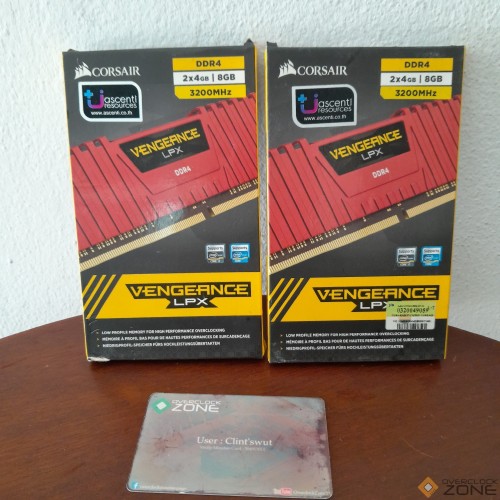 CORSAIR
DDR4
2x4GB | 8GB
3200MHz
ascenti
resources
www.ascenti.co.th
VENGEANCE
LPX
DDR4
VENGEANCE
LPX
• LOW PROFILE MEMORY FOR HIGH PERFORMANCE OVERCLOCKING
• MÉMOIRE À PROFIL BAS POUR DE HAUTES PERFORMANCES DE SURCADENÇAGE
• NIEDRIGPROFIL-SPEICHER FÜRS HOCHLEISTUNGSÜBERTAKTEN
CORSAIR
DDR4
2x4GB | 8GB
3200MHz
ascenti
resources
www.ascenti.co.th
VENGEANCE
LPX
DDR4
VENGEANCE
LPX
• LOW PROFILE MEMORY FOR HIGH PERFORMANCE OVERCLOCKING
• MÉMOIRE À PROFIL BAS POUR DE HAUTES PERFORMANCES DE SURCADENÇAGE
• NIEDRIGPROFIL-SPEICHER FÜRS HOCHLEISTUNGSÜBERTAKTEN
OVERCLOCK
ZONE
User : Clint'swut
OVERCLOCK
ZONE